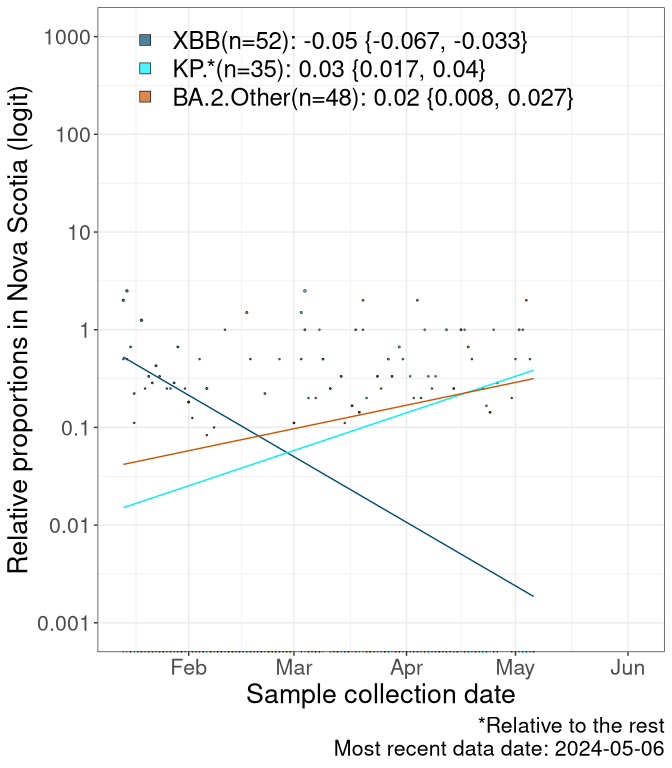 XBB(n=52): -0.05 {-0.067, -0.033}
KP.*(n=35): 0.03 {0.017, 0.04}
BA.2.Other(n=48): 0.02 {0.008, 0.027}
Relative proportions in Nova Scotia (logit)
1000
100
10
1
0.1
0.01
0.001
Feb Mar Apr May Jun
Sample collection date
*Relative to the rest
Most recent data date: 2024-05-06